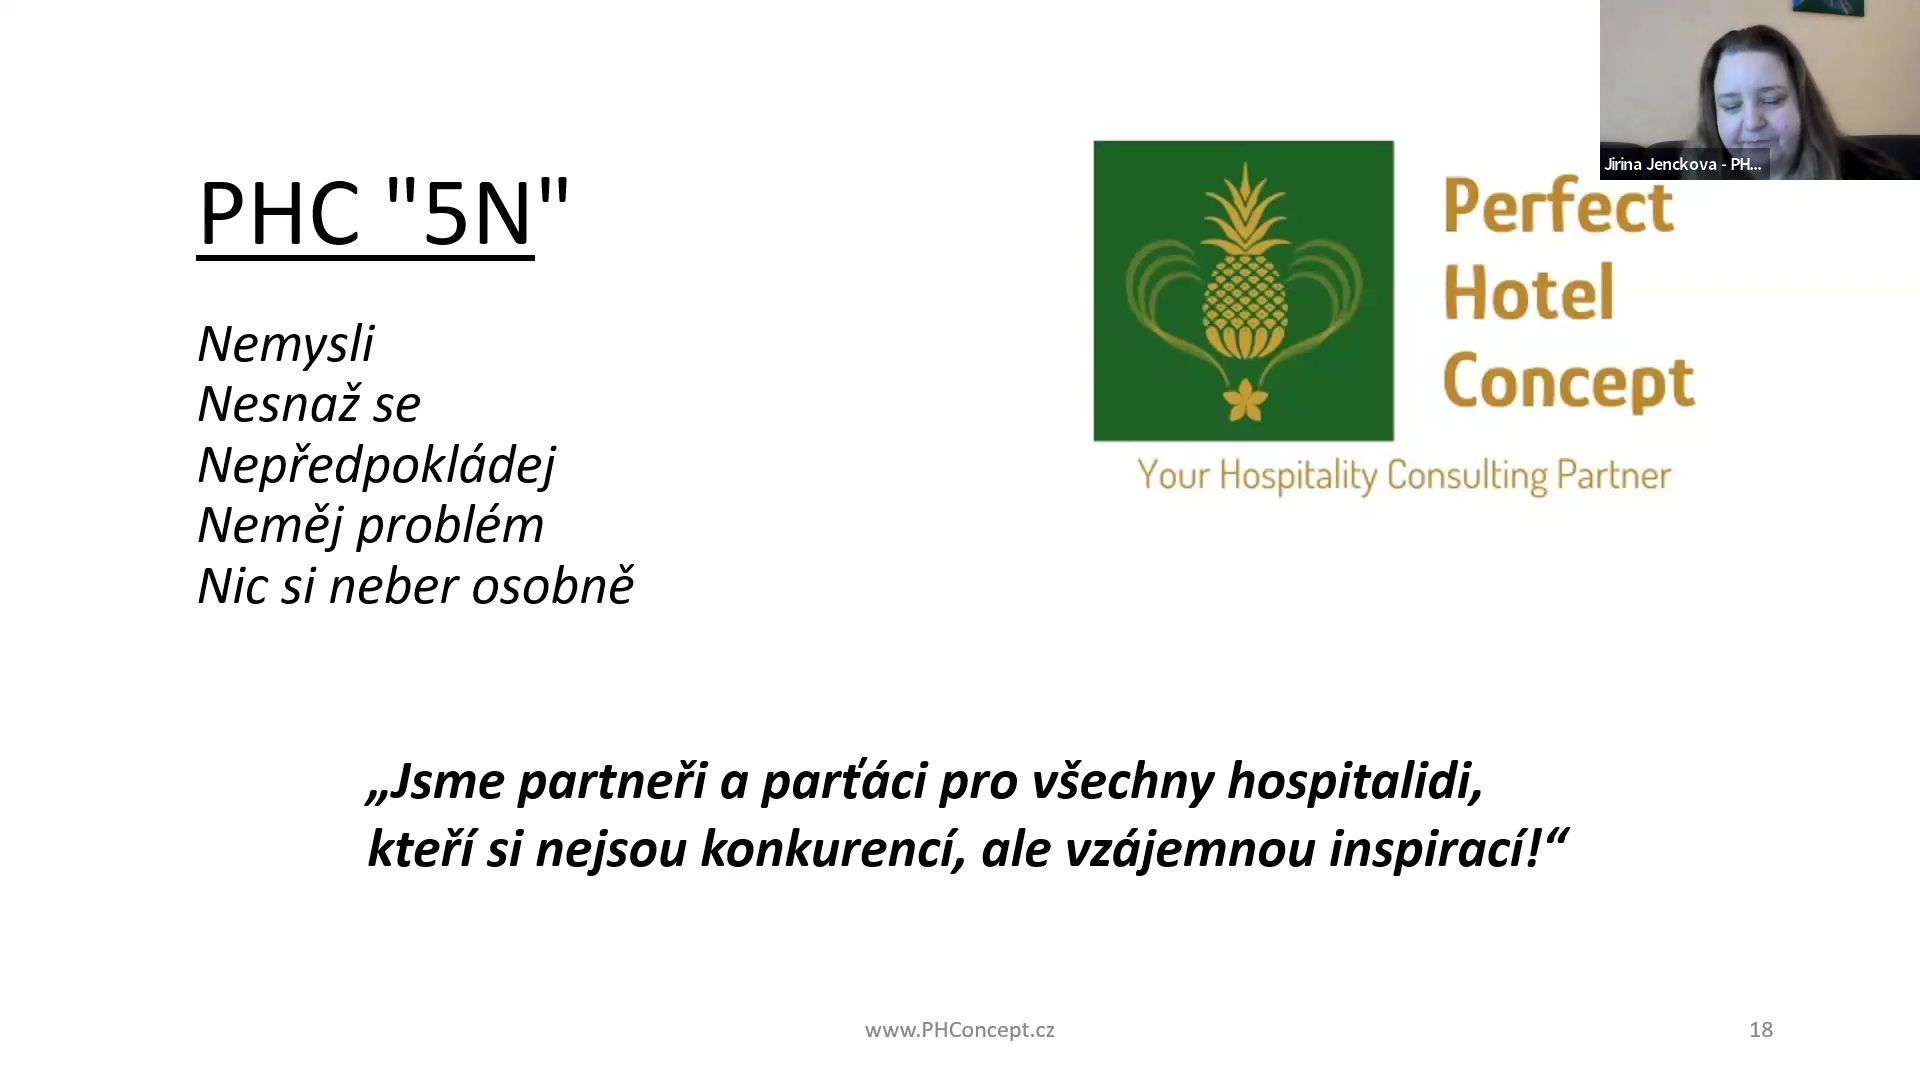 PHC "5N"
Nemysli
Nesnaž se
Nepředpokládej
Neměj problém
Nic si neber osobně
Perfect
Hotel
Concept
Your Hospitality Consulting Partner
Jirina Jenckova - PH...
„Jsme partneři a parťáci pro všechny hospitalidi,
kteří si nejsou konkurencí, ale vzájemnou inspirací!“
www.PHConcept.cz
18